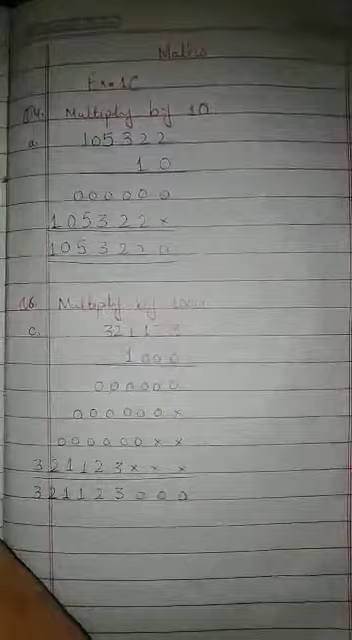 Maths
Ex-1C
Q4. Multiply by 10
a. 105322
10
000000
105322×
1053220
Q6. Multiply by 1000
c. 321123
1000
000000
000000×
000000××
321123×××
321123000